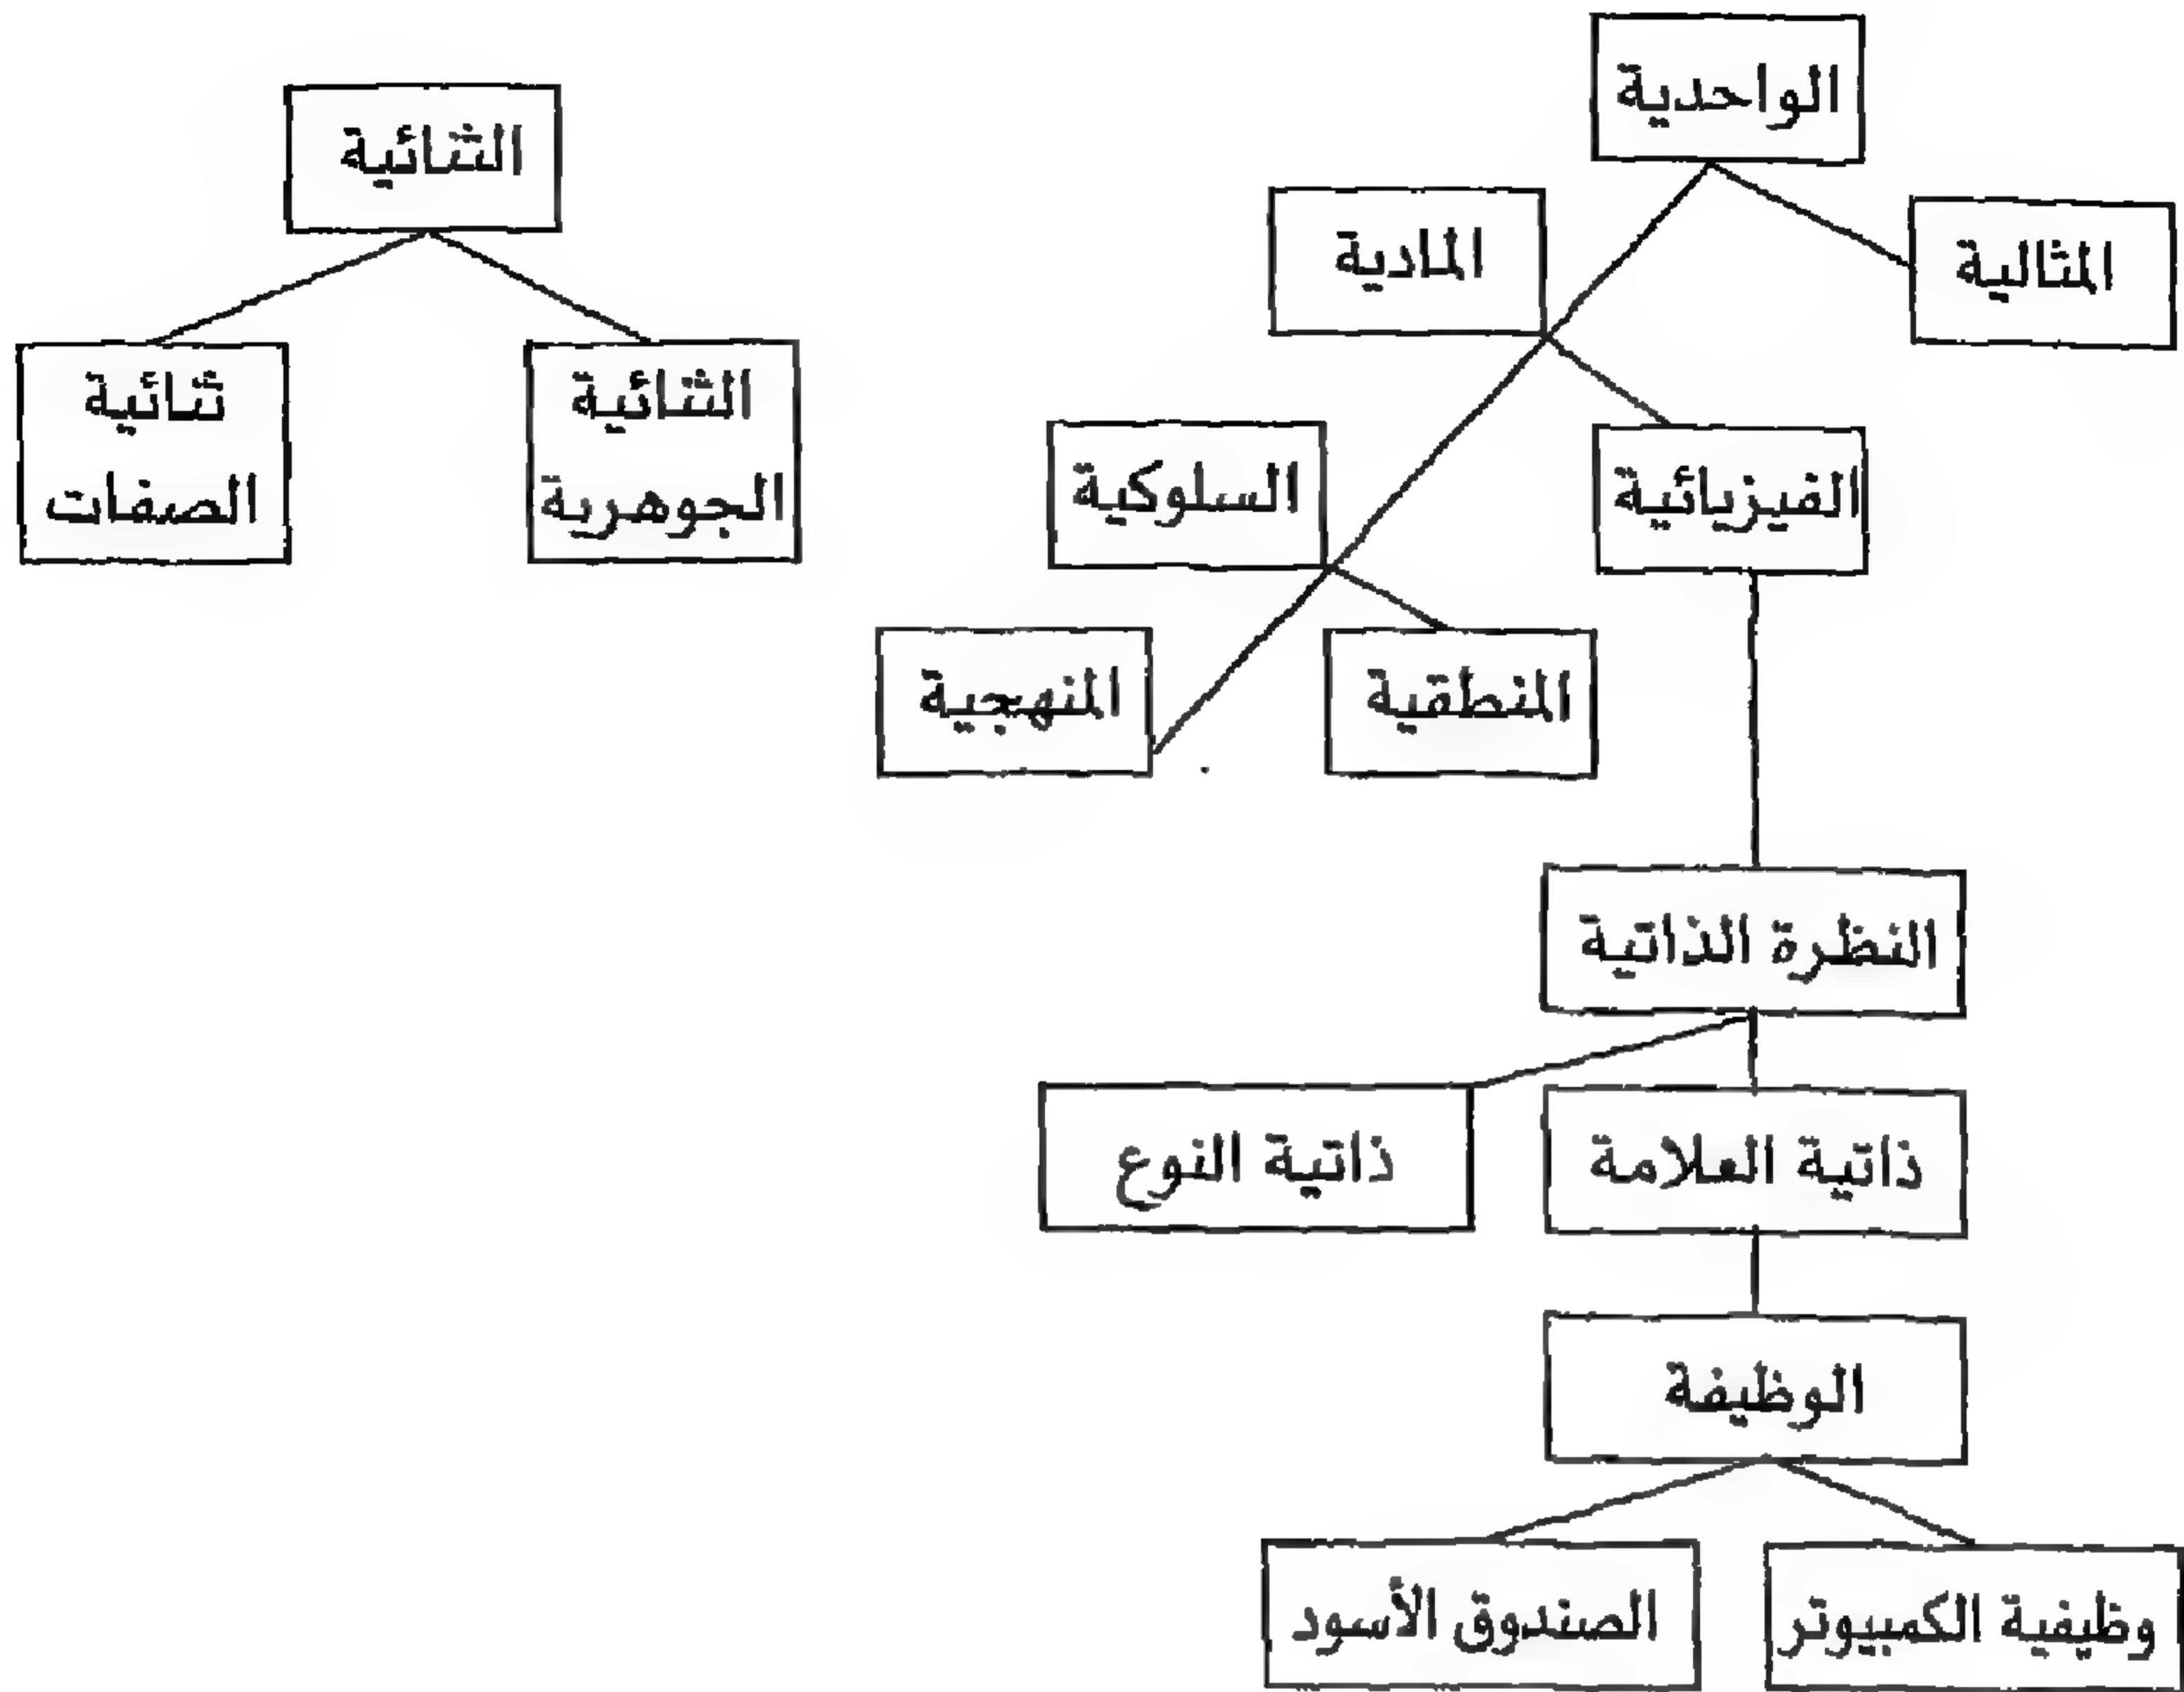 الواحدية
المثالية
المادية
الفيزيائية
السلوكية
المنطقية
المنهجية
النظرة الذاتية
ذاتية العلامة
ذاتية النوع
الوظيفة
وظيفية الكمبيوتر
الصندوق الأسود
الثنائية
الثنائية
الجوهرية
ثنائية
الصفات